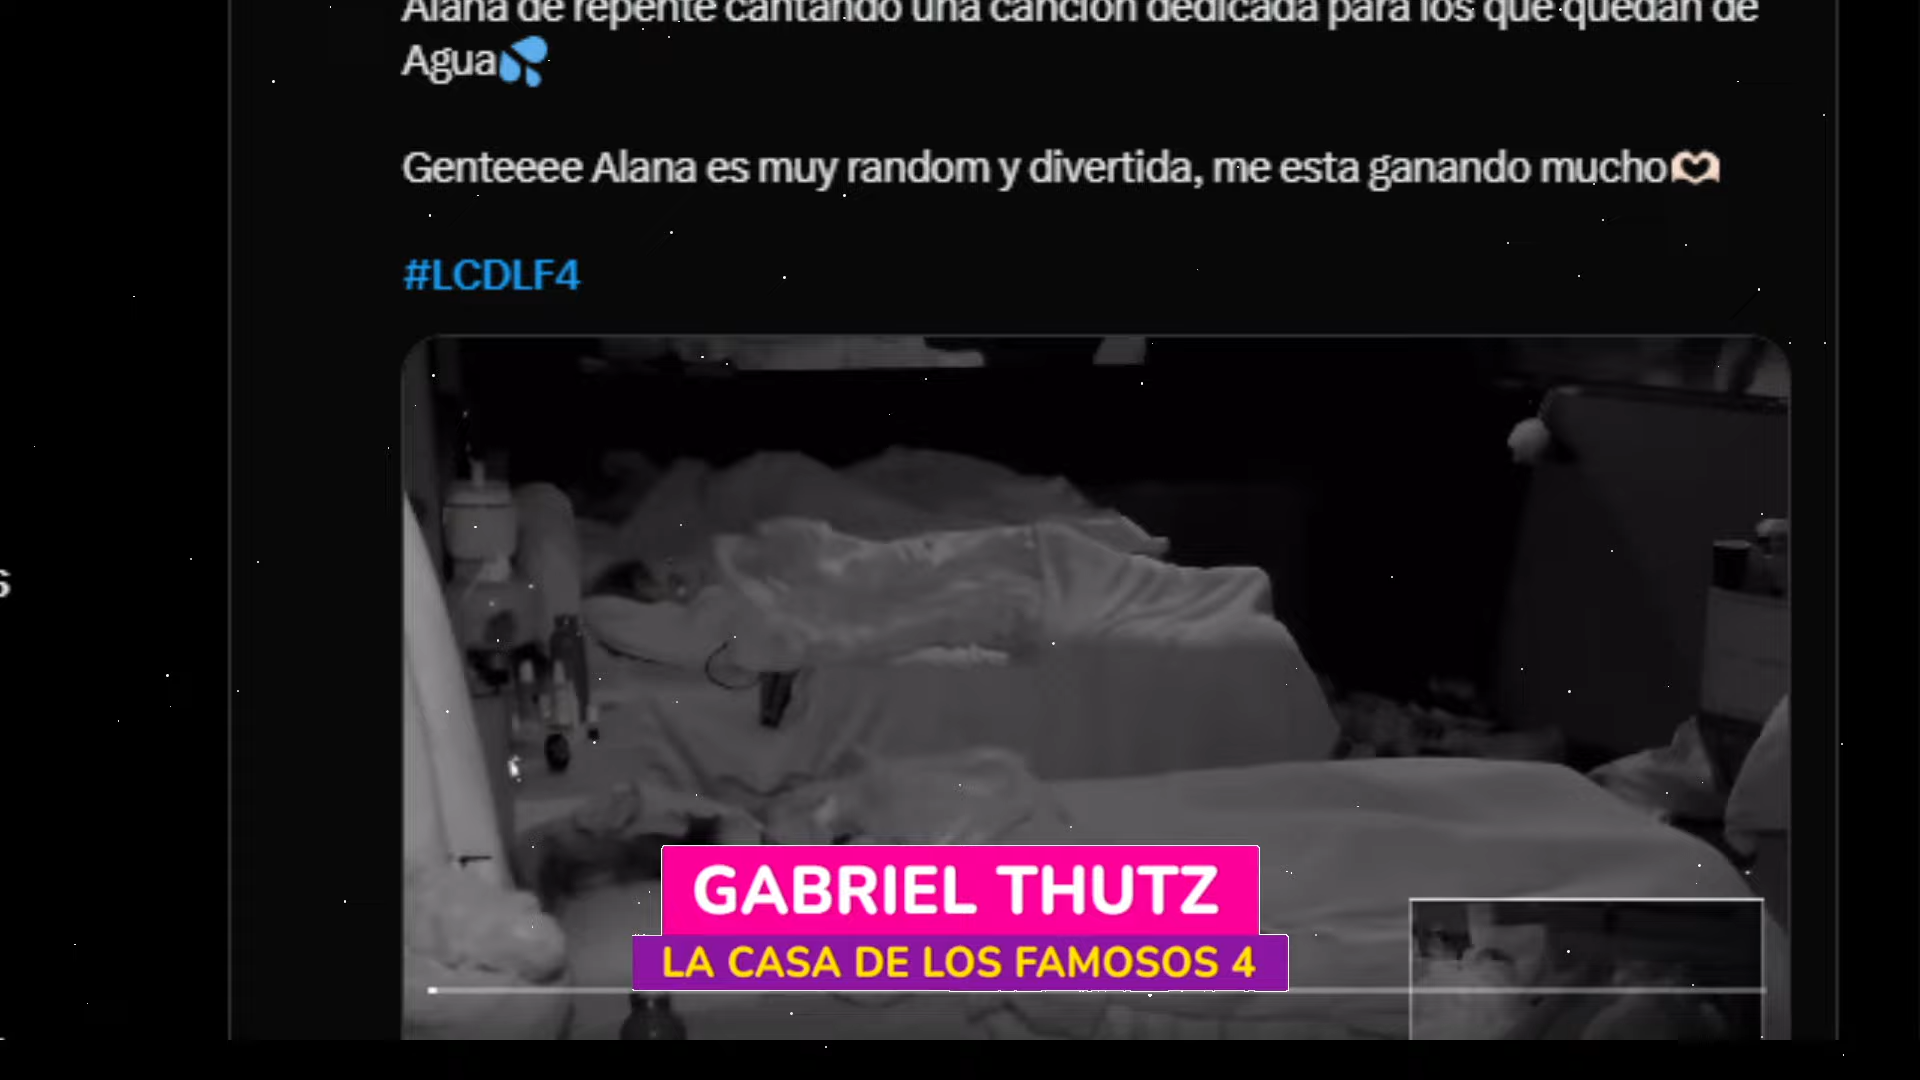 Alana de repente cantando una canción dedicada para los que quedan de
Agua💦
Genteeee Alana es muy random y divertida, me esta ganando mucho🫶🏻
#LCDLF4
GABRIEL THUTZ
LA CASA DE LOS FAMOSOS 4